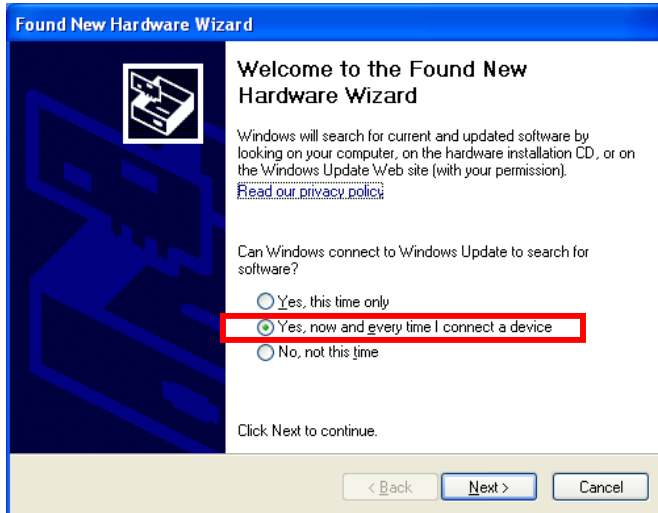 Found New Hardware Wizard
Welcome to the Found New
Hardware Wizard
Windows will search for current and updated software by
looking on your computer, on the hardware installation CD, or on
the Windows Update Web site (with your permission).
Read our privacy policy
Can Windows connect to Windows Update to search for
software?
Yes, this time only
Yes, now and every time I connect a device
No, not this time
Click Next to continue.
< Back Next > Cancel